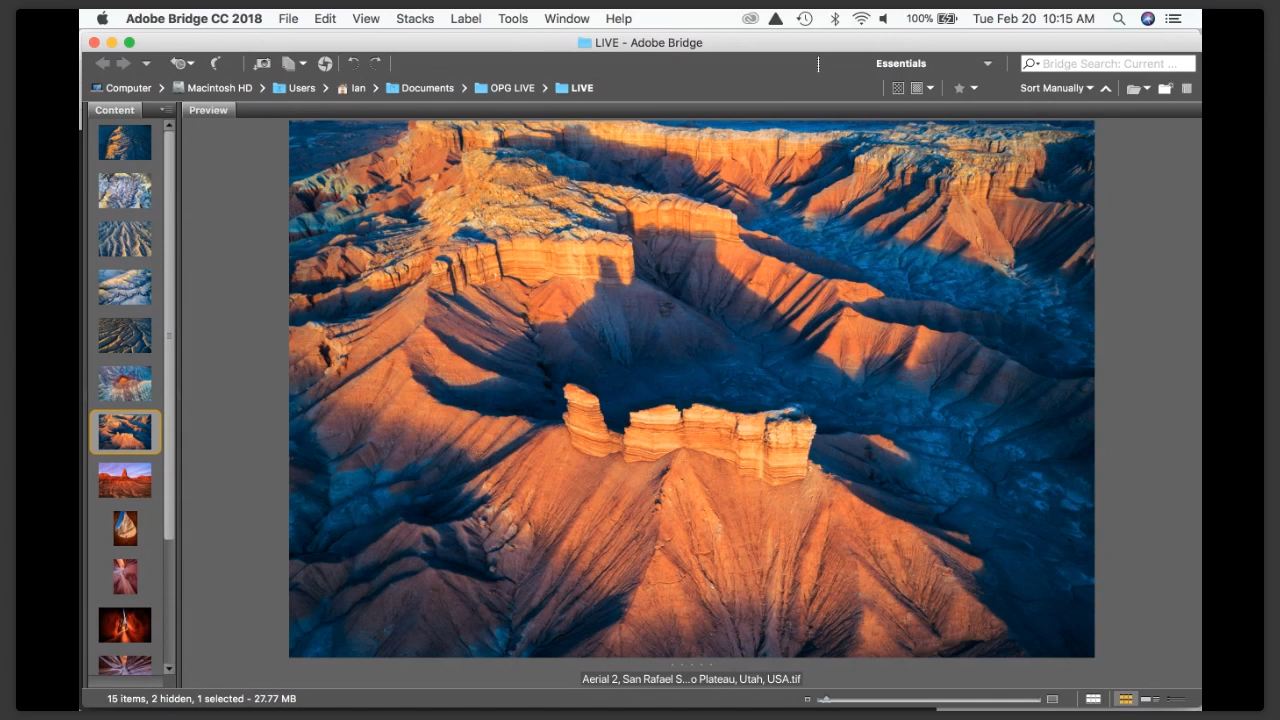 Adobe Bridge CC 2018 File Edit View Stacks Label Tools Window Help 100% Tue Feb 20 10:15 AM
LIVE - Adobe Bridge
Essentials Bridge Search: Current ...
Computer Macintosh HD Users Ian Documents OPG LIVE LIVE Sort Manually
Content Preview
Aerial 2, San Rafael S...o Plateau, Utah, USA.tif
15 items, 2 hidden, 1 selected - 27.77 MB